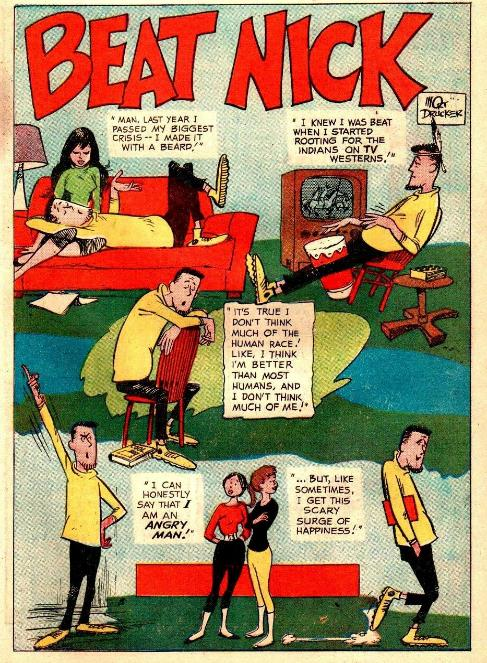 BEAT NICK
MORT
DRUCKER
"MAN, LAST YEAR I
PASSED MY BIGGEST
CRISIS -- I MADE IT
WITH A BEARD!"
"I KNEW I WAS BEAT
WHEN I STARTED
ROOTING FOR THE
INDIANS ON TV
WESTERNS!"
"IT'S TRUE I
DON'T THINK
MUCH OF THE
HUMAN RACE!
LIKE, I THINK
I'M BETTER
THAN MOST
HUMANS, AND
I DON'T THINK
MUCH OF ME!"
"I CAN
HONESTLY
SAY THAT I
AM AN
ANGRY
MAN!"
"... BUT, LIKE
SOMETIMES,
I GET THIS
SCARY
SURGE OF
HAPPINESS!"